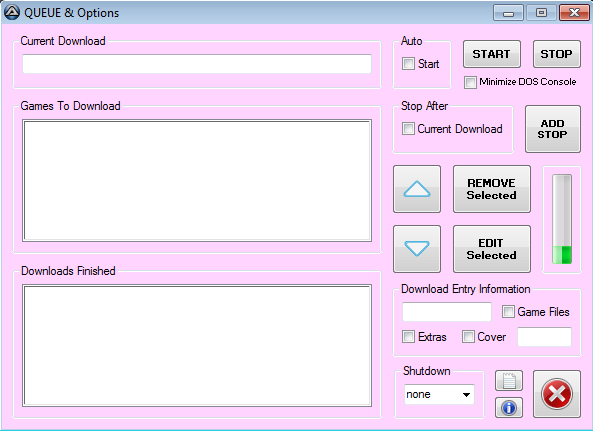 QUEUE & Options
Current Download
Auto
Start
START
STOP
Minimize DOS Console
Games To Download
Stop After
Current Download
ADD
STOP
REMOVE
Selected
EDIT
Selected
Downloads Finished
Download Entry Information
Game Files
Extras
Cover
Shutdown
none